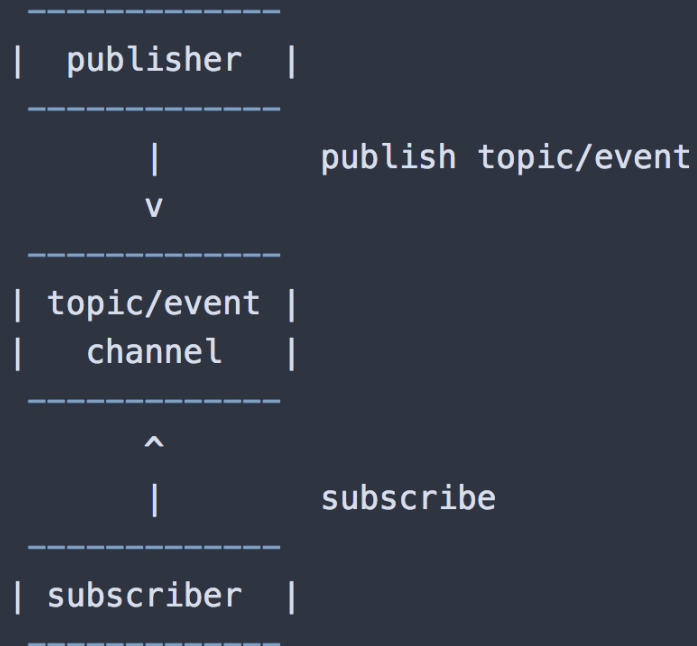 -------------
|  publisher  |
-------------
|        publish topic/event
v
-------------
| topic/event |
|   channel   |
-------------
^
|        subscribe
-------------
| subscriber  |
-------------